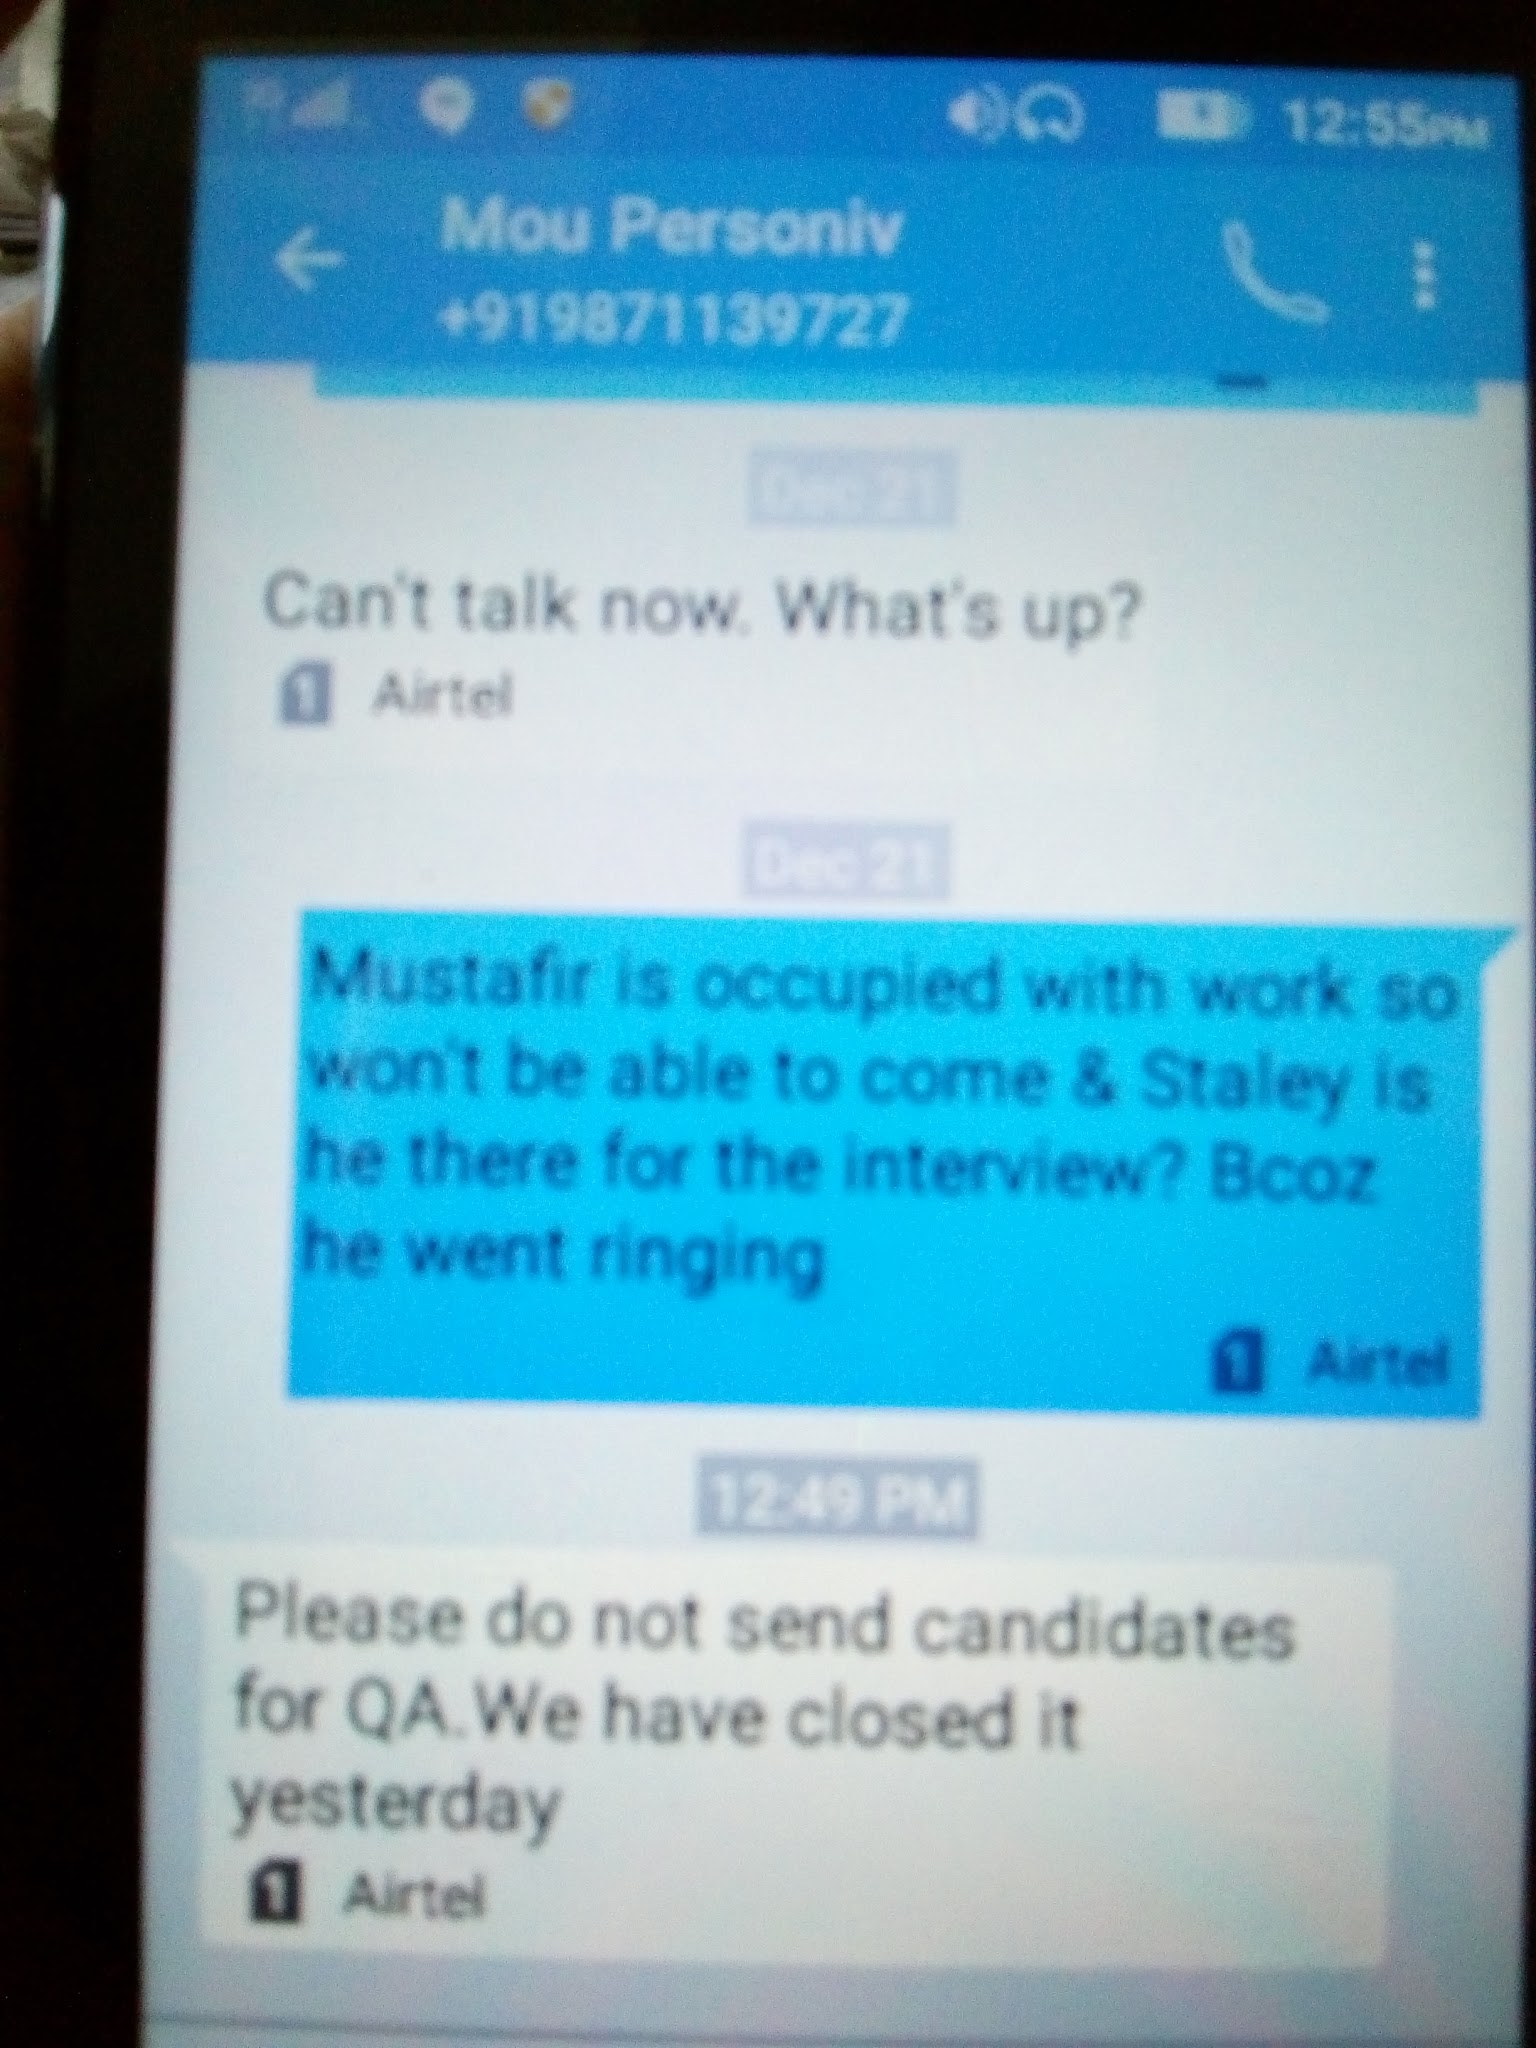 12:55PM
Mou Personiv
+919871139727
Dec 21
Can't talk now. What's up?
1 Airtel
Dec 21
Mustafir is occupied with work so
won't be able to come & Staley is
he there for the interview? Bcoz
he went ringing
1 Airtel
12:49 PM
Please do not send candidates
for QA.We have closed it
yesterday
1 Airtel